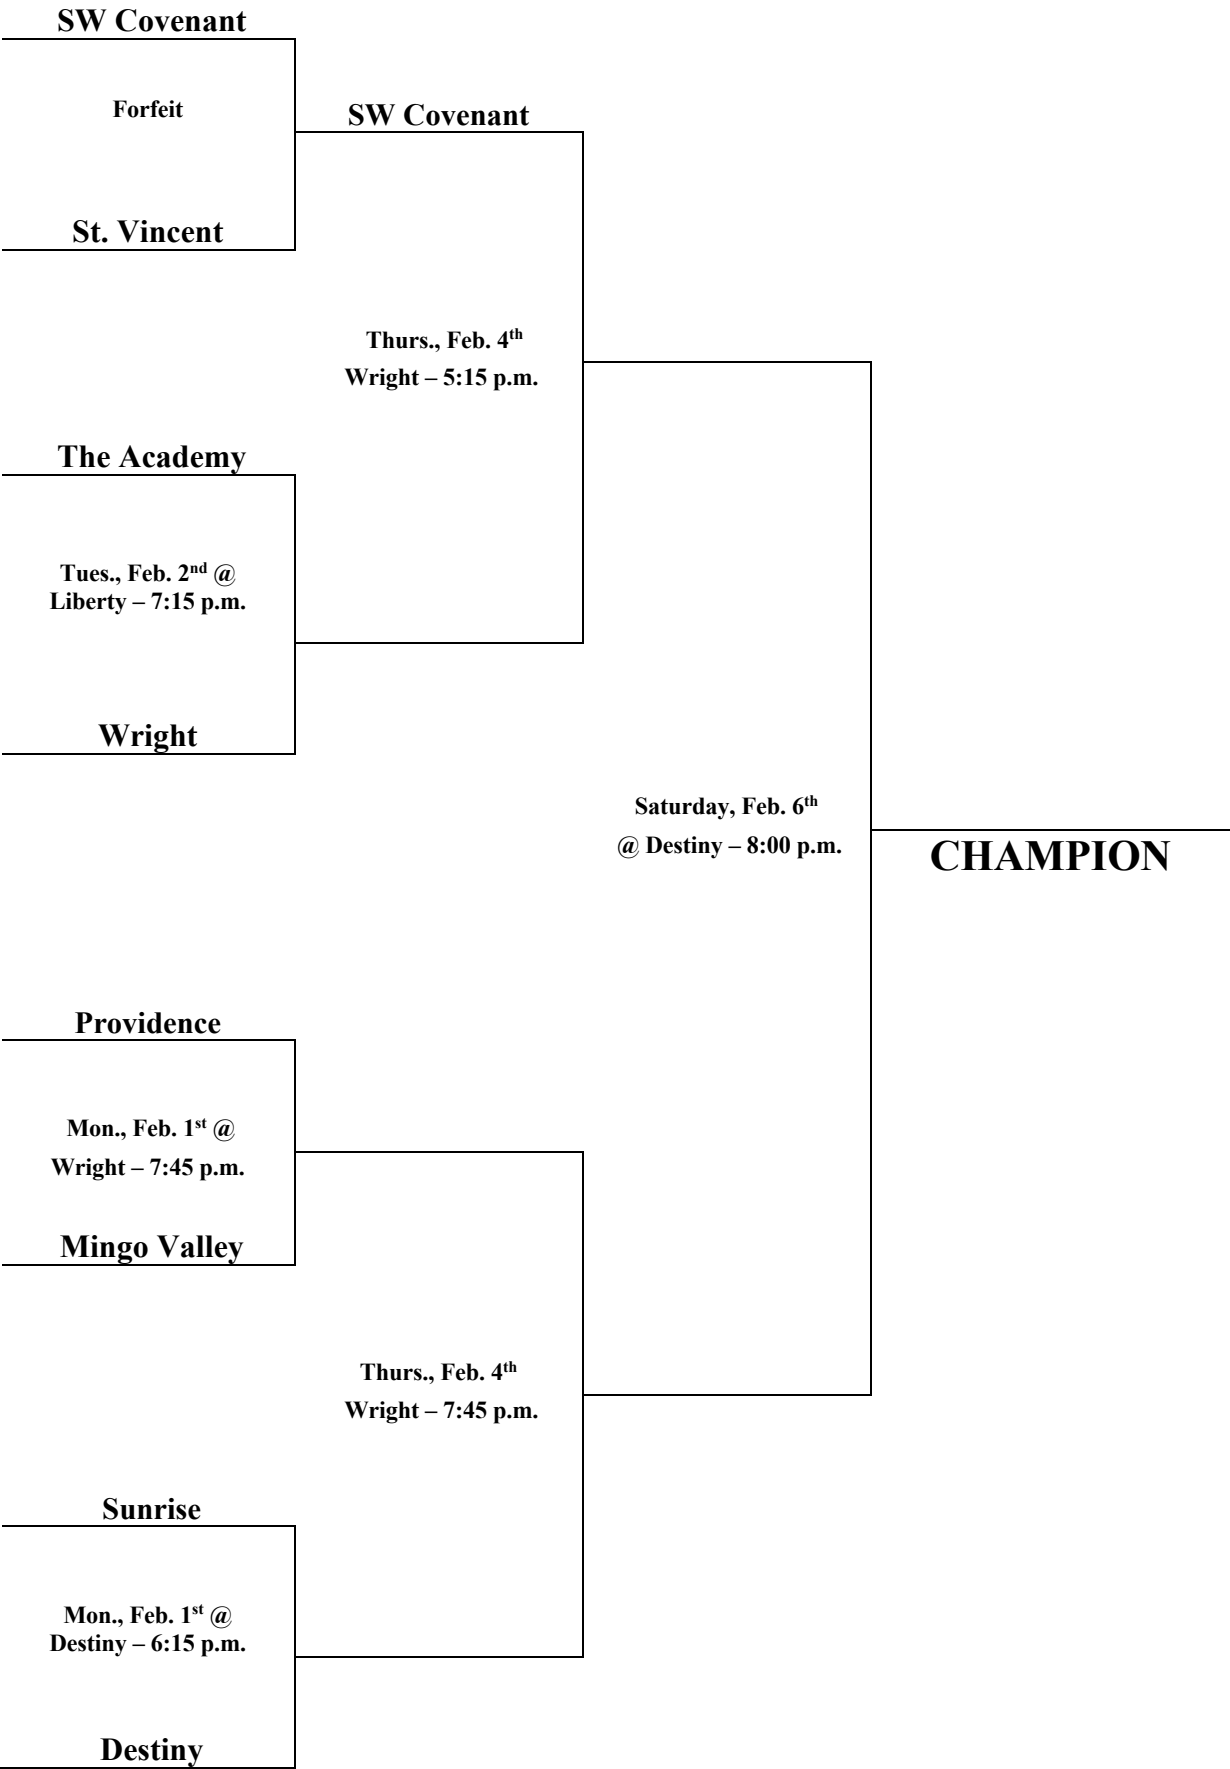 SW Covenant
Forfeit
SW Covenant
St. Vincent
Thurs., Feb. 4th
Wright – 5:15 p.m.
The Academy
Tues., Feb. 2nd @
Liberty – 7:15 p.m.
Wright
Saturday, Feb. 6th
@ Destiny – 8:00 p.m.
CHAMPION
Providence
Mon., Feb. 1st @
Wright – 7:45 p.m.
Mingo Valley
Thurs., Feb. 4th
Wright – 7:45 p.m.
Sunrise
Mon., Feb. 1st @
Destiny – 6:15 p.m.
Destiny